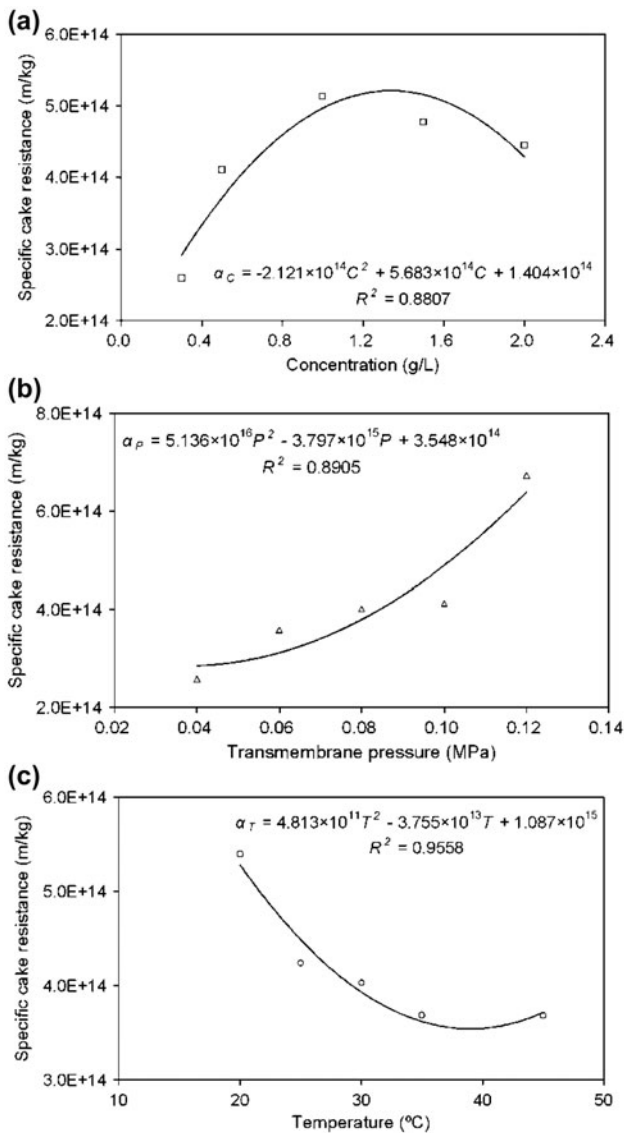 (a)
6.0E+14
5.0E+14
4.0E+14
3.0E+14
2.0E+14
Specific cake resistance (m/kg)
α_C = -2.121×10^14C^2 + 5.683×10^14C + 1.404×10^14
R^2 = 0.8807
0.0 0.4 0.8 1.2 1.6 2.0 2.4
Concentration (g/L)
(b)
8.0E+14
6.0E+14
4.0E+14
2.0E+14
Specific cake resistance (m/kg)
α_P = 5.136×10^16P^2 - 3.797×10^15P + 3.548×10^14
R^2 = 0.8905
0.02 0.04 0.06 0.08 0.10 0.12 0.14
Transmembrane pressure (MPa)
(c)
6.0E+14
5.0E+14
4.0E+14
3.0E+14
Specific cake resistance (m/kg)
α_T = 4.813×10^11T^2 - 3.755×10^13T + 1.087×10^15
R^2 = 0.9558
10 20 30 40 50
Temperature (ºC)